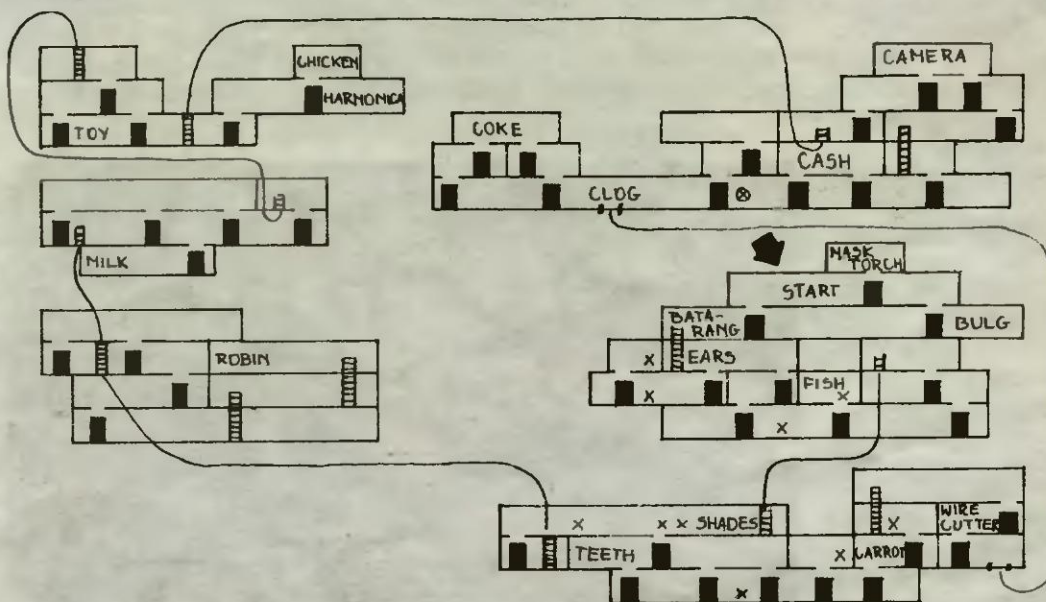 CHICKEN
HARMONICA
TOY
CAMERA
COKE
CASH
CLOG
MILK
MASK
TORCH
START
BATA-
RANG
BULG
EARS
ROBIN
FISH
SHADES
WIRE
CUTTER
TEETH
CARROT